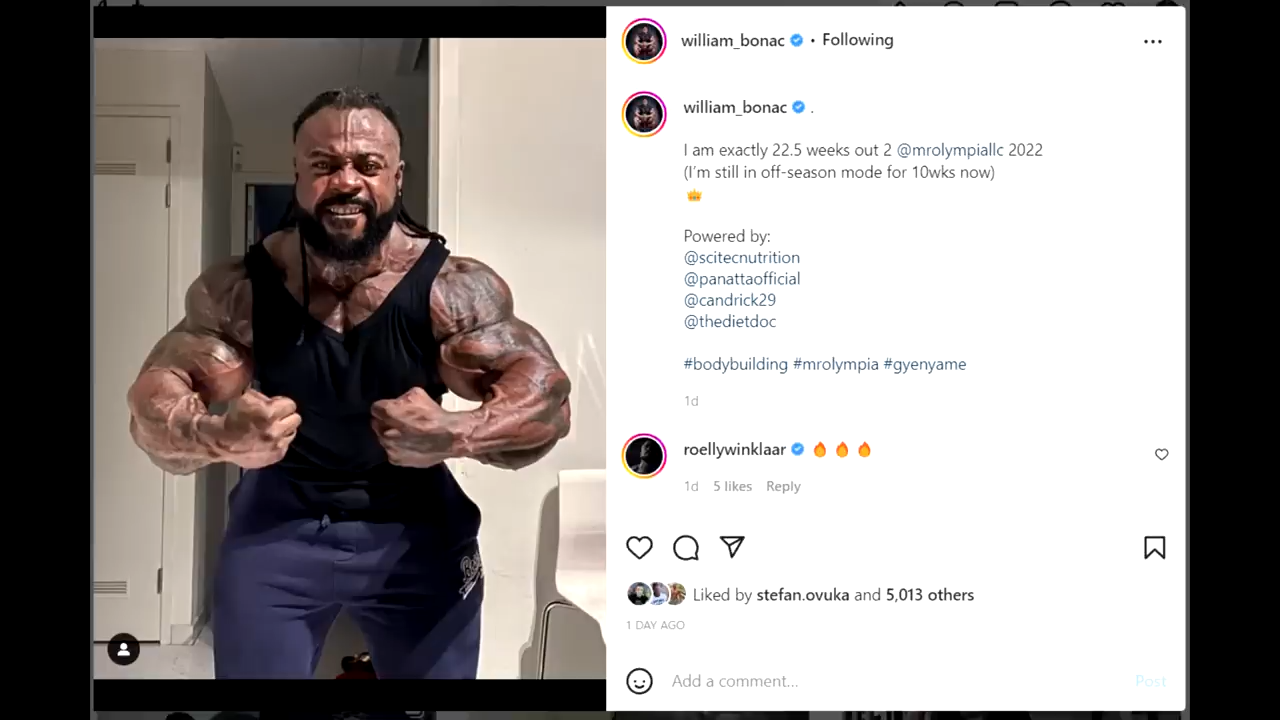 william_bonac • Following
william_bonac .
I am exactly 22.5 weeks out 2 @mrolympiallc 2022
(I’m still in off-season mode for 10wks now)
Powered by:
@scitecnutrition
@panattaofficial
@candrick29
@thedietdoc
#bodybuilding #mrolympia #gyenyame
1d
roellywinklaar
1d 5 likes Reply
Liked by stefan.ovuka and 5,013 others
1 DAY AGO
Add a comment...
Post